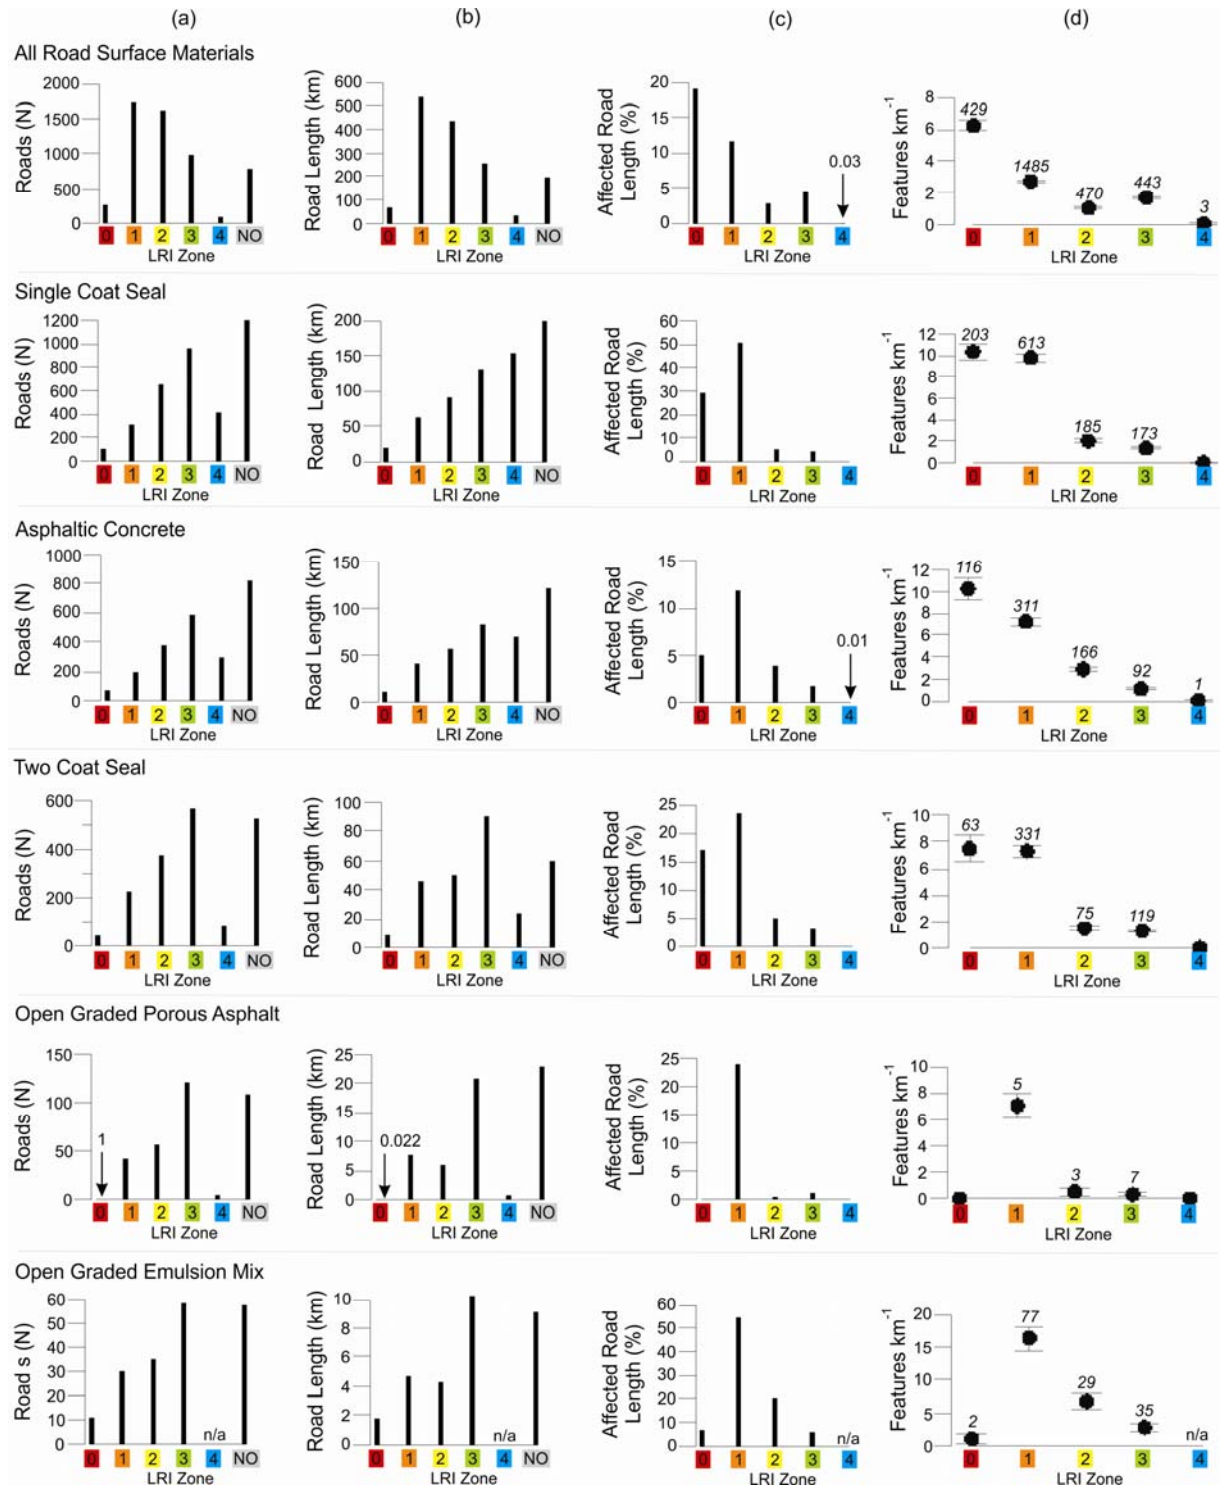 (a)
(b)
(c)
(d)
All Road Surface Materials
Roads (N)
2000
1500
1000
500
0
0 1 2 3 4 NO
LRI Zone
Road Length (km)
600
500
400
300
200
100
0
0 1 2 3 4 NO
LRI Zone
Affected Road
Length (%)
20
15
10
5
0
0.03
0 1 2 3 4
LRI Zone
Features km-1
8
6
4
2
0
429
1485
470
443
3
0 1 2 3 4
LRI Zone
Single Coat Seal
Roads (N)
1200
1000
800
600
400
200
0
0 1 2 3 4 NO
LRI Zone
Road Length (km)
200
150
100
50
0
0 1 2 3 4 NO
LRI Zone
Affected Road
Length (%)
60
50
40
30
20
10
0
0 1 2 3 4
LRI Zone
Features km-1
12
10
8
6
4
2
0
203
613
185
173
0 1 2 3 4
LRI Zone
Asphaltic Concrete
Roads (N)
1000
800
600
400
200
0
0 1 2 3 4 NO
LRI Zone
Road Length (km)
150
100
50
0
0 1 2 3 4 NO
LRI Zone
Affected Road
Length (%)
15
10
5
0
0.01
0 1 2 3 4
LRI Zone
Features km-1
12
10
8
6
4
2
0
116
311
166
92
1
0 1 2 3 4
LRI Zone
Two Coat Seal
Roads (N)
600
400
200
0
0 1 2 3 4 NO
LRI Zone
Road Length (km)
100
80
60
40
20
0
0 1 2 3 4 NO
LRI Zone
Affected Road
Length (%)
25
20
15
10
5
0
0 1 2 3 4
LRI Zone
Features km-1
10
8
6
4
2
0
63
331
75
119
0 1 2 3 4
LRI Zone
Open Graded Porous Asphalt
Roads (N)
150
100
50
0
1
0 1 2 3 4 NO
LRI Zone
Road Length (km)
25
20
15
10
5
0
0.022
0 1 2 3 4 NO
LRI Zone
Affected Road
Length (%)
25
20
15
10
5
0
0 1 2 3 4
LRI Zone
Features km-1
10
8
6
4
2
0
5
3
7
0 1 2 3 4
LRI Zone
Open Graded Emulsion Mix
Road s (N)
60
50
40
30
20
10
0
n/a
0 1 2 3 4 NO
LRI Zone
Road Length (km)
10
8
6
4
2
0
n/a
0 1 2 3 4 NO
LRI Zone
Affected Road
Length (%)
60
50
40
30
20
10
0
n/a
0 1 2 3 4
LRI Zone
Features km-1
20
15
10
5
0
2
77
29
35
n/a
0 1 2 3 4
LRI Zone